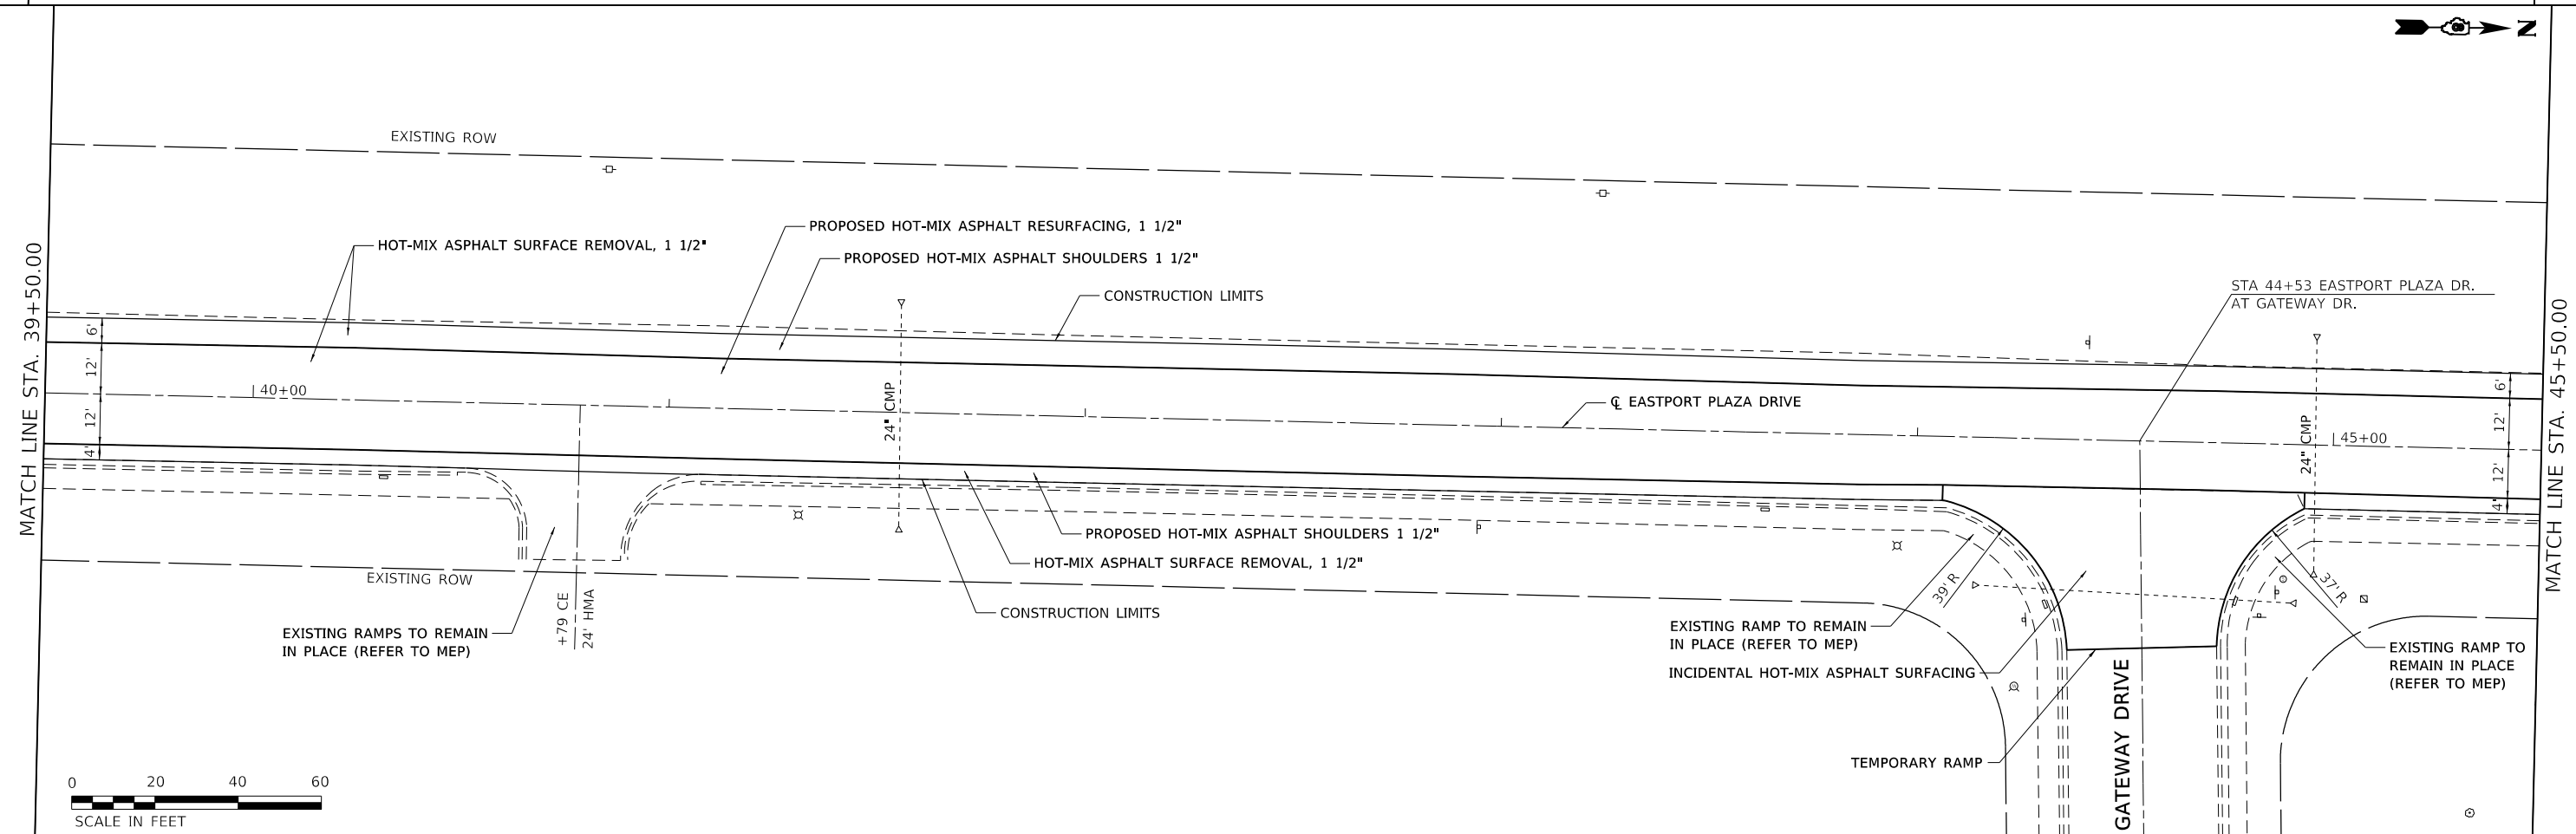 N
EXISTING ROW
PROPOSED HOT-MIX ASPHALT RESURFACING, 1 1/2"
HOT-MIX ASPHALT SURFACE REMOVAL, 1 1/2"
PROPOSED HOT-MIX ASPHALT SHOULDERS 1 1/2"
CONSTRUCTION LIMITS
STA 44+53 EASTPORT PLAZA DR.
AT GATEWAY DR.
MATCH LINE STA. 39+50.00
MATCH LINE STA. 45+50.00
6'
12'
12'
4'
40+00
24" CMP
℄ EASTPORT PLAZA DRIVE
24" CMP
45+00
6'
12'
12'
4'
PROPOSED HOT-MIX ASPHALT SHOULDERS 1 1/2"
HOT-MIX ASPHALT SURFACE REMOVAL, 1 1/2"
EXISTING ROW
CONSTRUCTION LIMITS
+79 CE
24' HMA
EXISTING RAMPS TO REMAIN
IN PLACE (REFER TO MEP)
39' R
37'R
EXISTING RAMP TO REMAIN
IN PLACE (REFER TO MEP)
INCIDENTAL HOT-MIX ASPHALT SURFACING
EXISTING RAMP TO
REMAIN IN PLACE
(REFER TO MEP)
TEMPORARY RAMP
GATEWAY DRIVE
0 20 40 60
SCALE IN FEET